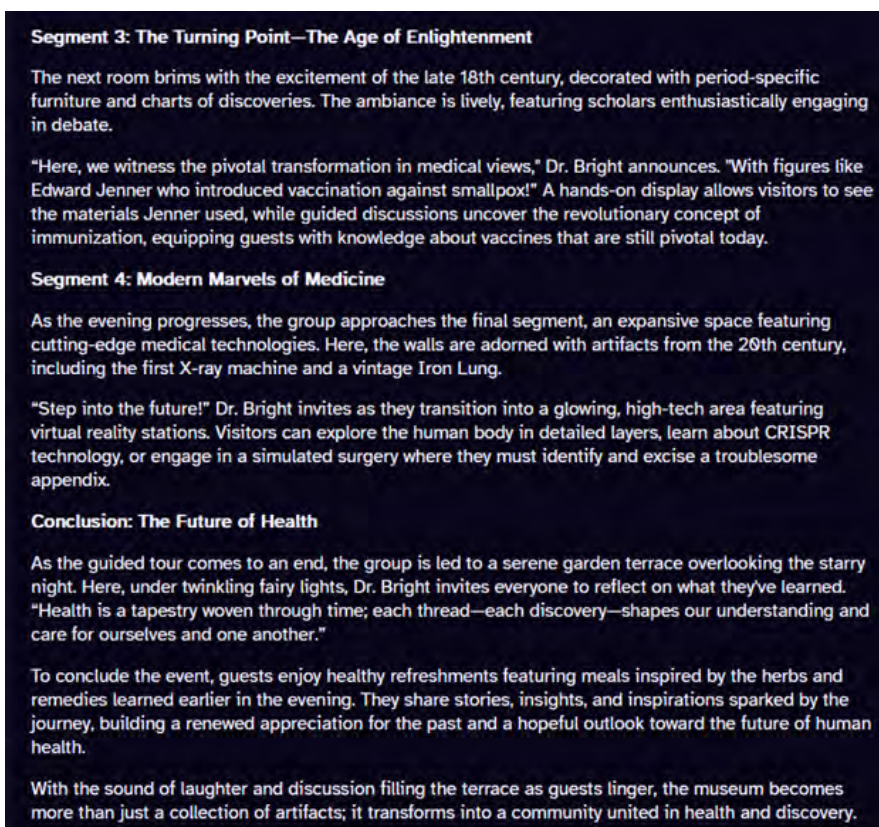 Segment 3: The Turning Point—The Age of Enlightenment
The next room brims with the excitement of the late 18th century, decorated with period-specific
furniture and charts of discoveries. The ambiance is lively, featuring scholars enthusiastically engaging
in debate.
“Here, we witness the pivotal transformation in medical views," Dr. Bright announces. "With figures like
Edward Jenner who introduced vaccination against smallpox!” A hands-on display allows visitors to see
the materials Jenner used, while guided discussions uncover the revolutionary concept of
immunization, equipping guests with knowledge about vaccines that are still pivotal today.
Segment 4: Modern Marvels of Medicine
As the evening progresses, the group approaches the final segment, an expansive space featuring
cutting-edge medical technologies. Here, the walls are adorned with artifacts from the 20th century,
including the first X-ray machine and a vintage Iron Lung.
“Step into the future!” Dr. Bright invites as they transition into a glowing, high-tech area featuring
virtual reality stations. Visitors can explore the human body in detailed layers, learn about CRISPR
technology, or engage in a simulated surgery where they must identify and excise a troublesome
appendix.
Conclusion: The Future of Health
As the guided tour comes to an end, the group is led to a serene garden terrace overlooking the starry
night. Here, under twinkling fairy lights, Dr. Bright invites everyone to reflect on what they've learned.
“Health is a tapestry woven through time; each thread—each discovery—shapes our understanding and
care for ourselves and one another.”
To conclude the event, guests enjoy healthy refreshments featuring meals inspired by the herbs and
remedies learned earlier in the evening. They share stories, insights, and inspirations sparked by the
journey, building a renewed appreciation for the past and a hopeful outlook toward the future of human
health.
With the sound of laughter and discussion filling the terrace as guests linger, the museum becomes
more than just a collection of artifacts; it transforms into a community united in health and discovery.